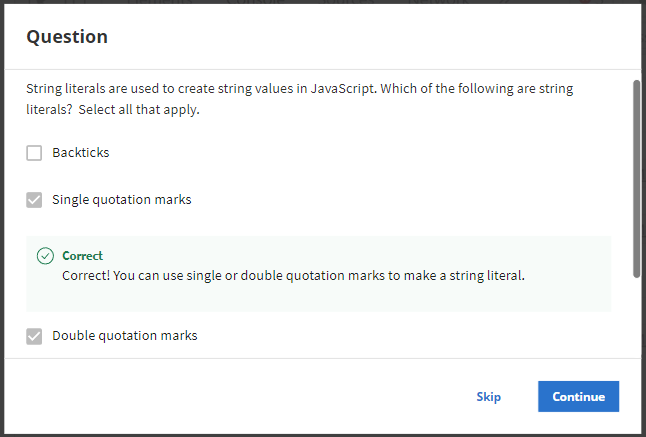 Question
String literals are used to create string values in JavaScript. Which of the following are string
literals?  Select all that apply.
Backticks
Single quotation marks
Correct
Correct! You can use single or double quotation marks to make a string literal.
Double quotation marks
Skip
Continue